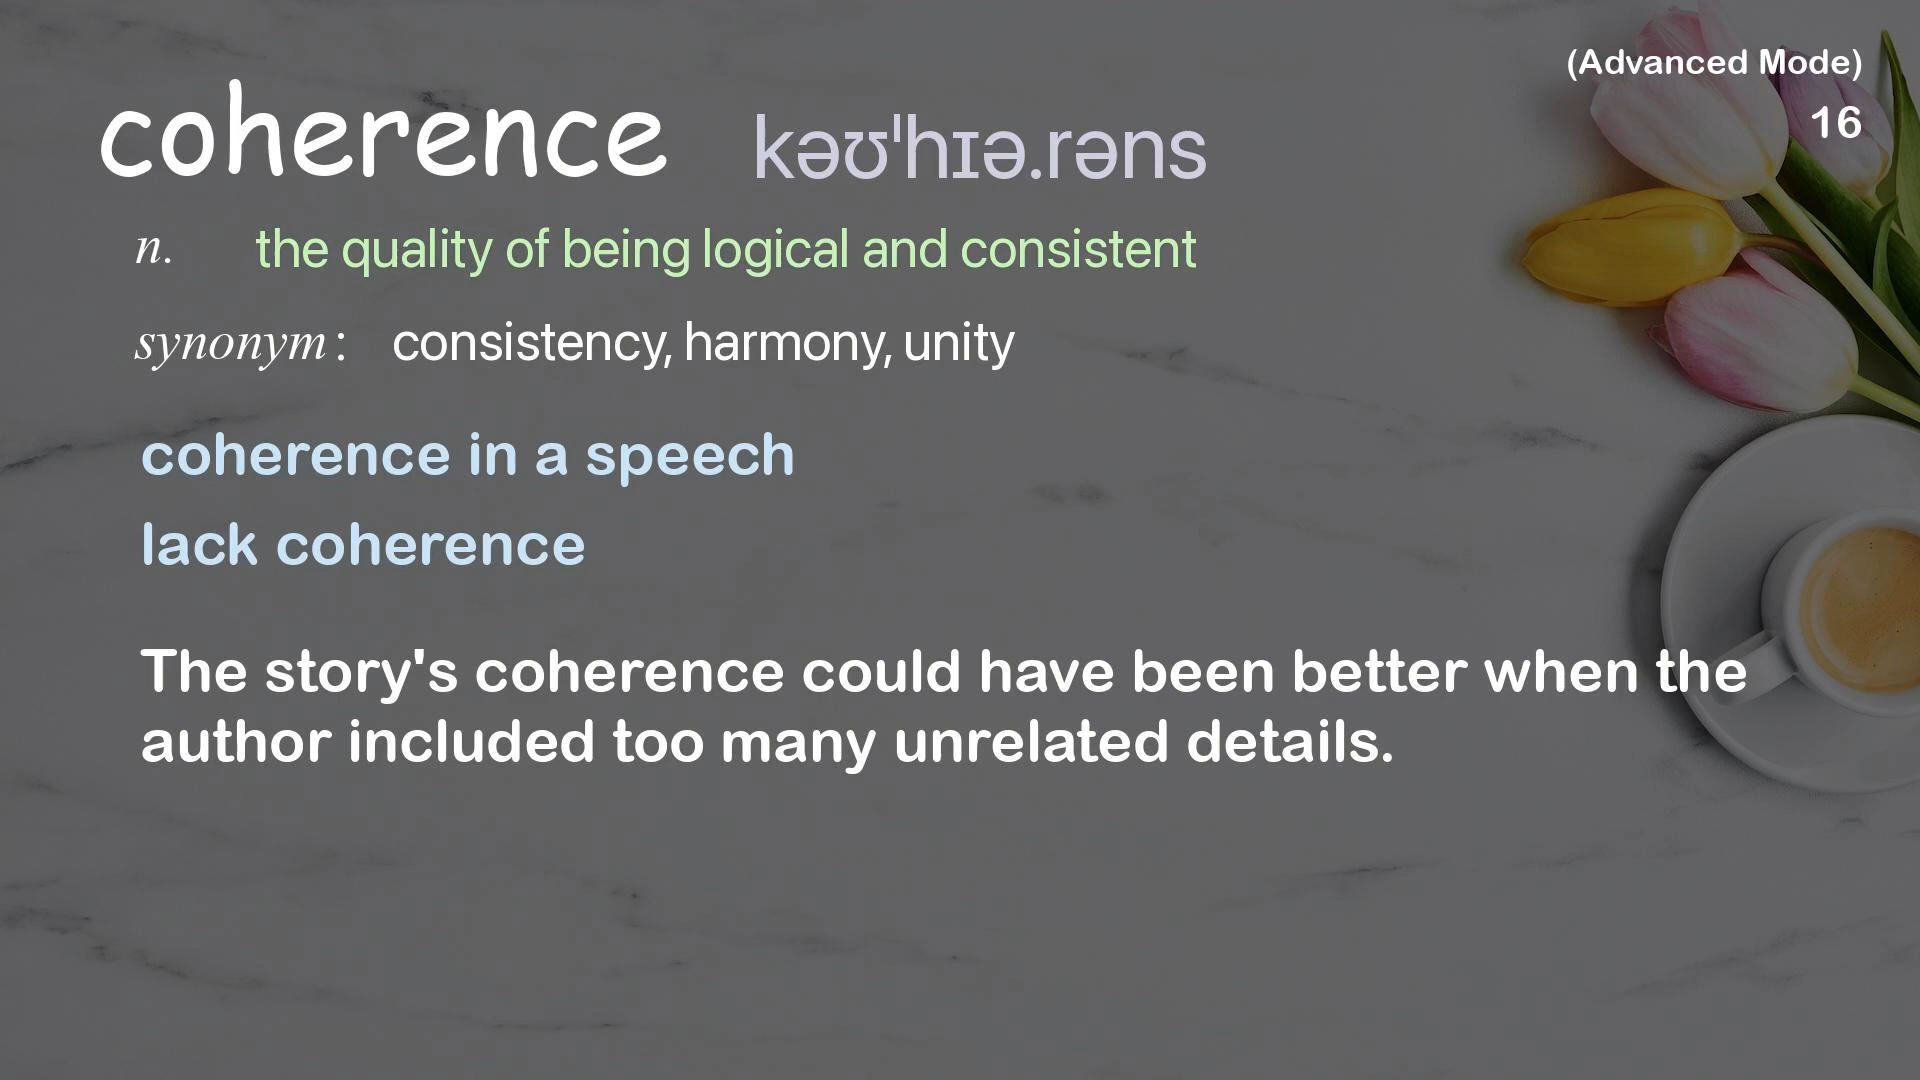 (Advanced Mode)
16
coherence kəʊˈhɪə.rəns
n. the quality of being logical and consistent
synonym: consistency, harmony, unity
coherence in a speech
lack coherence
The story's coherence could have been better when the
author included too many unrelated details.